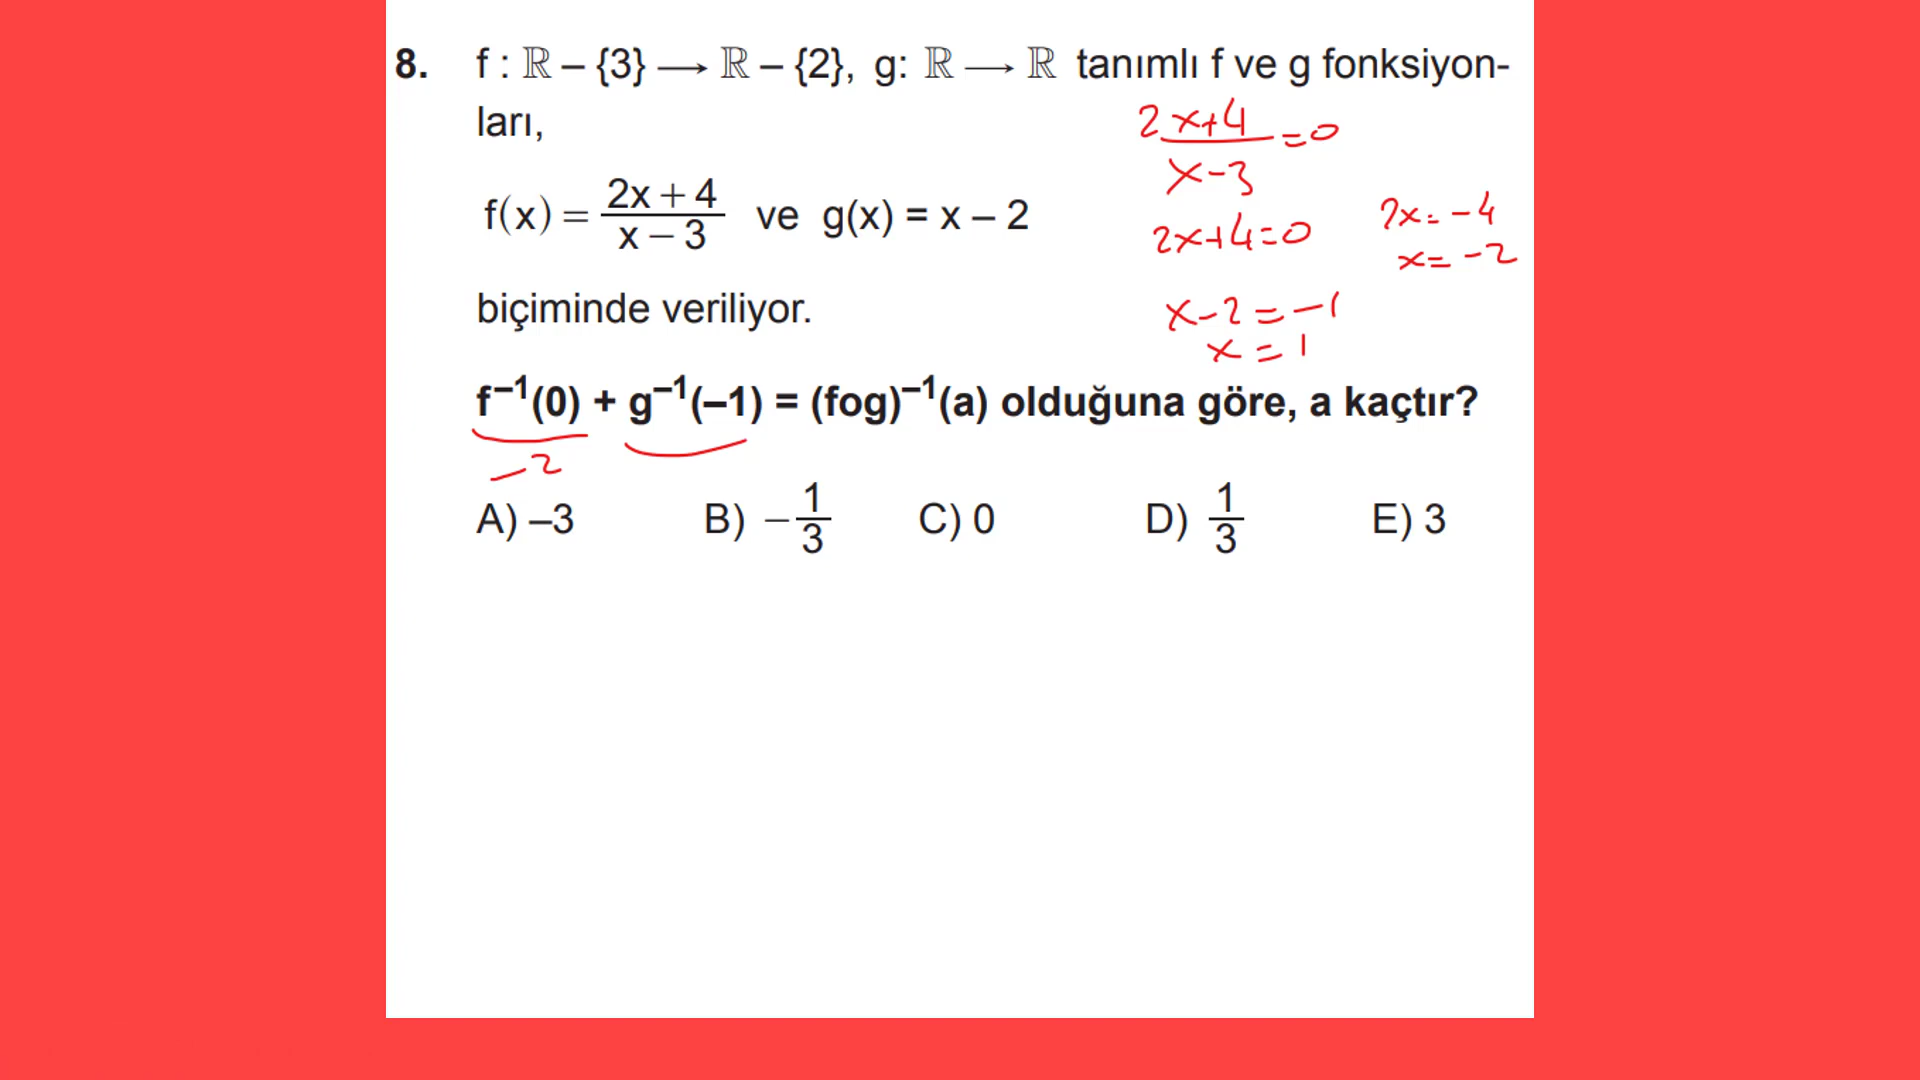 8. f : ℝ – {3} ⟶ ℝ – {2}, g: ℝ ⟶ ℝ tanımlı f ve g fonksiyon-
ları,
2x+4 / x-3 =0
f(x) = 2x + 4 / x – 3 ve g(x) = x – 2
2x+4=0
2x=-4
x=-2
biçiminde veriliyor.
x-2=-1
x=1
f⁻¹(0) + g⁻¹(–1) = (fog)⁻¹(a) olduğuna göre, a kaçtır?
-2
A) –3 B) – 1/3 C) 0 D) 1/3 E) 3